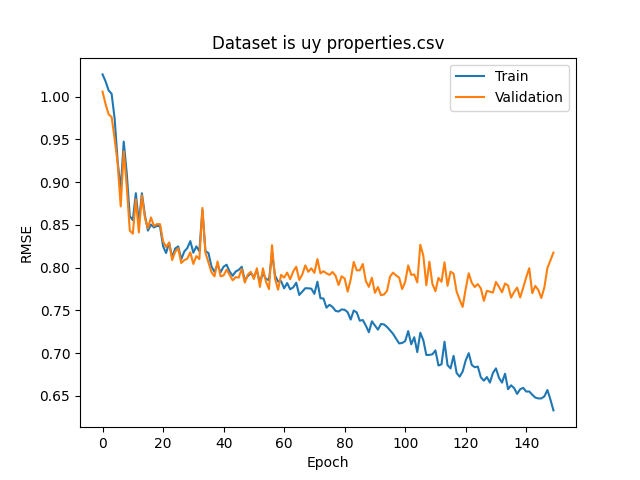 Dataset is uy properties.csv
Train
Validation
RMSE
1.00
0.95
0.90
0.85
0.80
0.75
0.70
0.65
0 20 40 60 80 100 120 140
Epoch